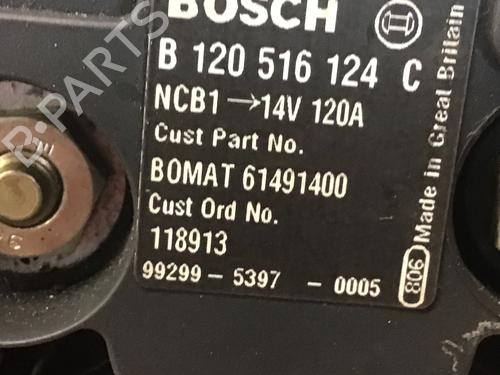 BOSCH
B 120 516 124 C
NCB1 →14V 120A
Cust Part No.
BOMAT 61491400
Cust Ord No.
118913
99299 - 5397 - 0005
806 Made in Great Britain
B-PARTS